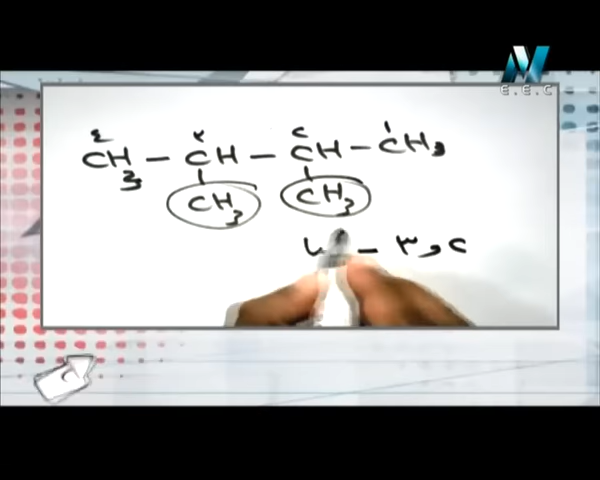 M
E.E.C
٤ ٣ ٢ ١
CH3 – CH – CH – CH3
CH3 CH3
٢ و ٣ –